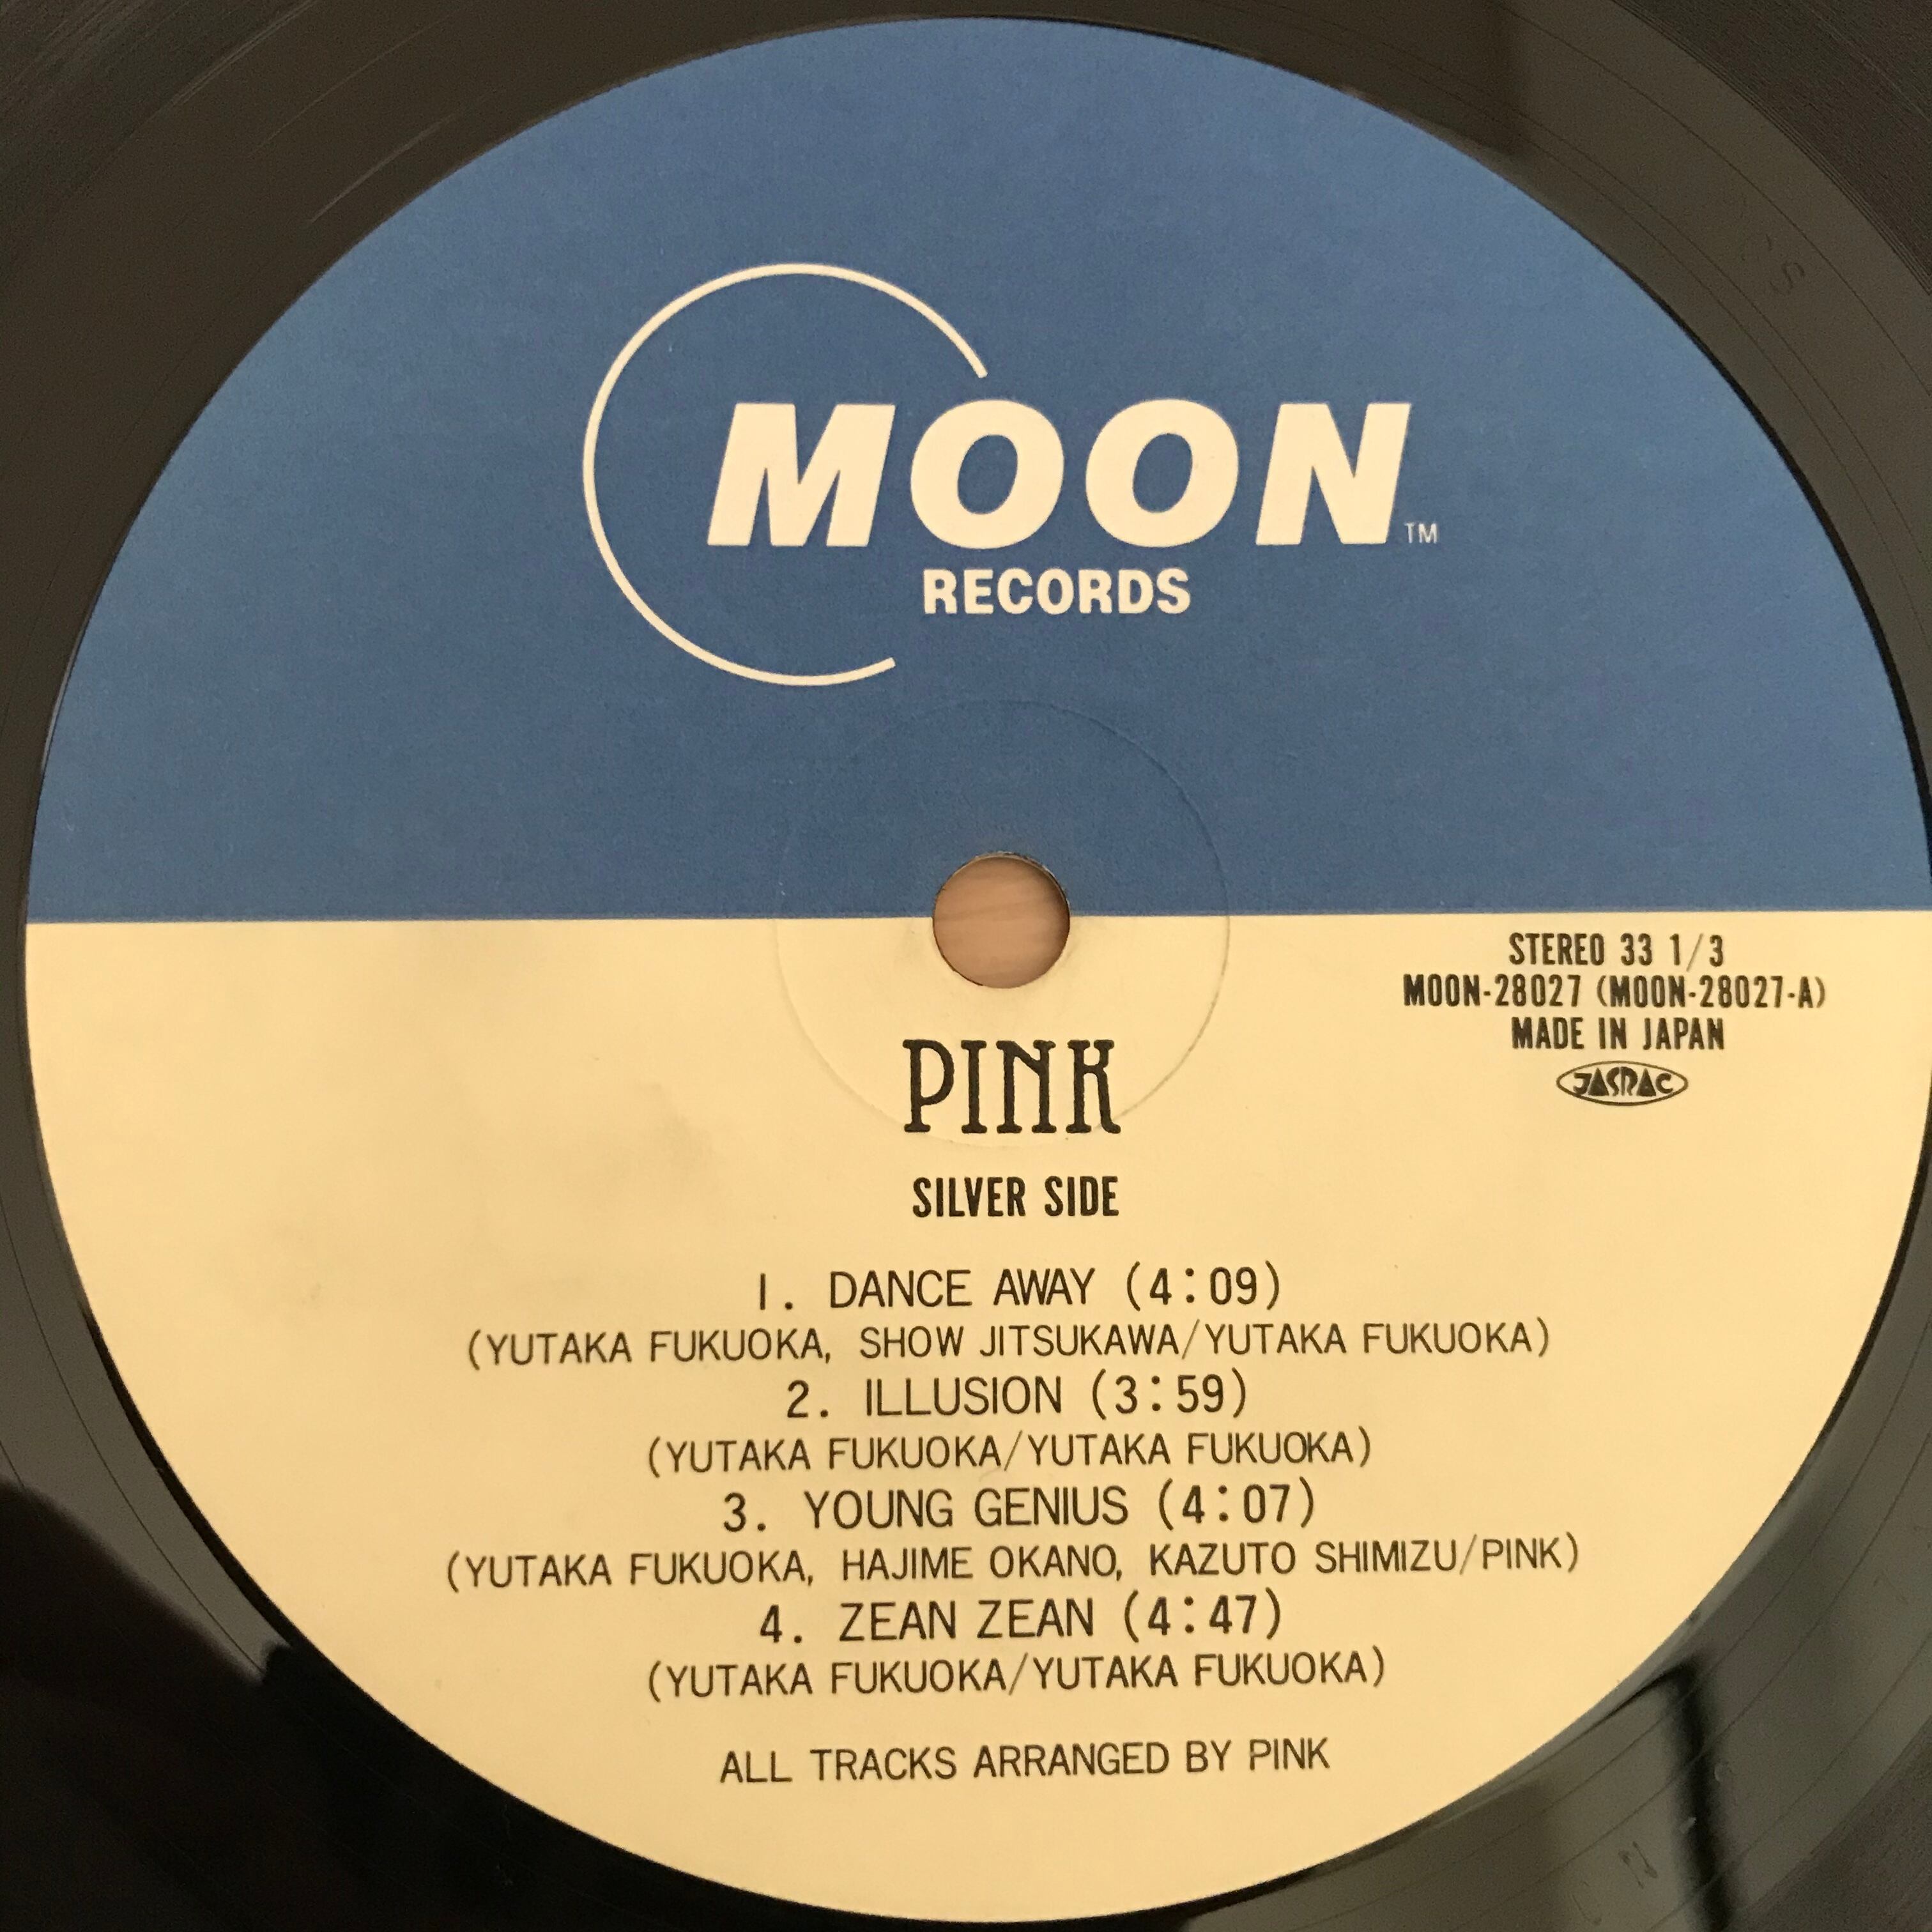 MOON TM
RECORDS
STEREO 33 1/3
MOON-28027 (MOON-28027-A)
MADE IN JAPAN
JASRAC
PINK
SILVER SIDE
1. DANCE AWAY (4:09)
(YUTAKA FUKUOKA, SHOW JITSUKAWA/YUTAKA FUKUOKA)
2. ILLUSION (3:59)
(YUTAKA FUKUOKA/YUTAKA FUKUOKA)
3. YOUNG GENIUS (4:07)
(YUTAKA FUKUOKA, HAJIME OKANO, KAZUTO SHIMIZU/PINK)
4. ZEAN ZEAN (4:47)
(YUTAKA FUKUOKA/YUTAKA FUKUOKA)
ALL TRACKS ARRANGED BY PINK